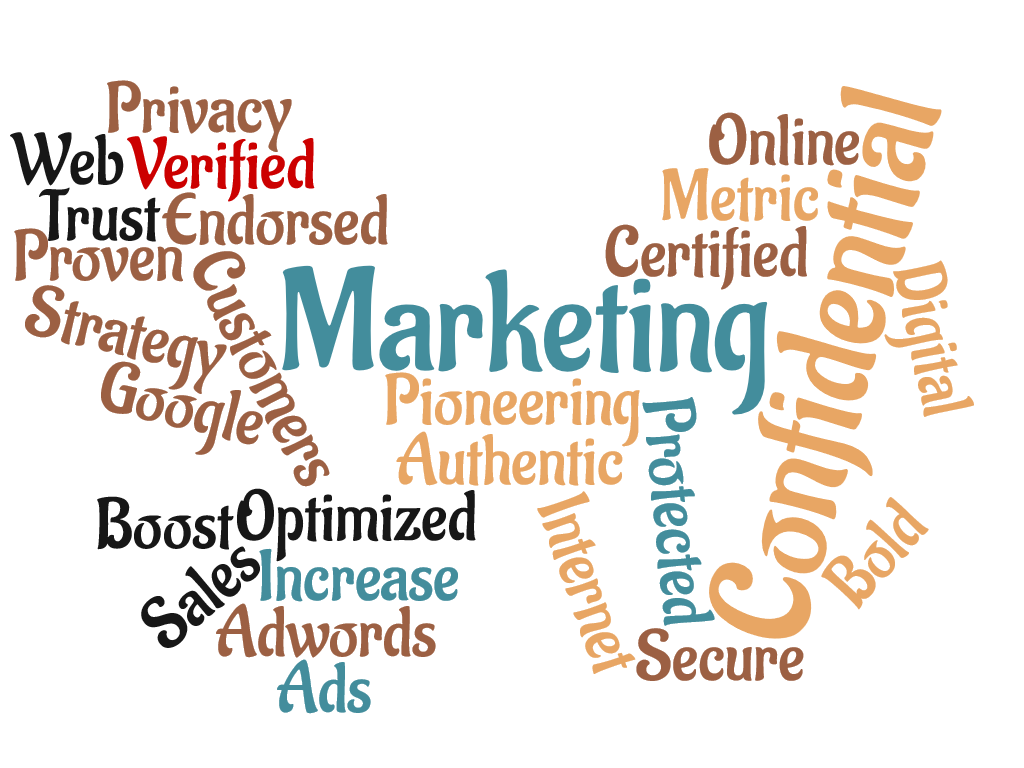 Privacy
Web Verified
Trust Endorsed
Proven
Customers
Strategy
Google
Marketing
Online
Metric
Certified
Confidential
Digital
Pioneering
Authentic
Protected
Internet
Bold
Secure
Boost Optimized
Sales
Increase
Adwords
Ads